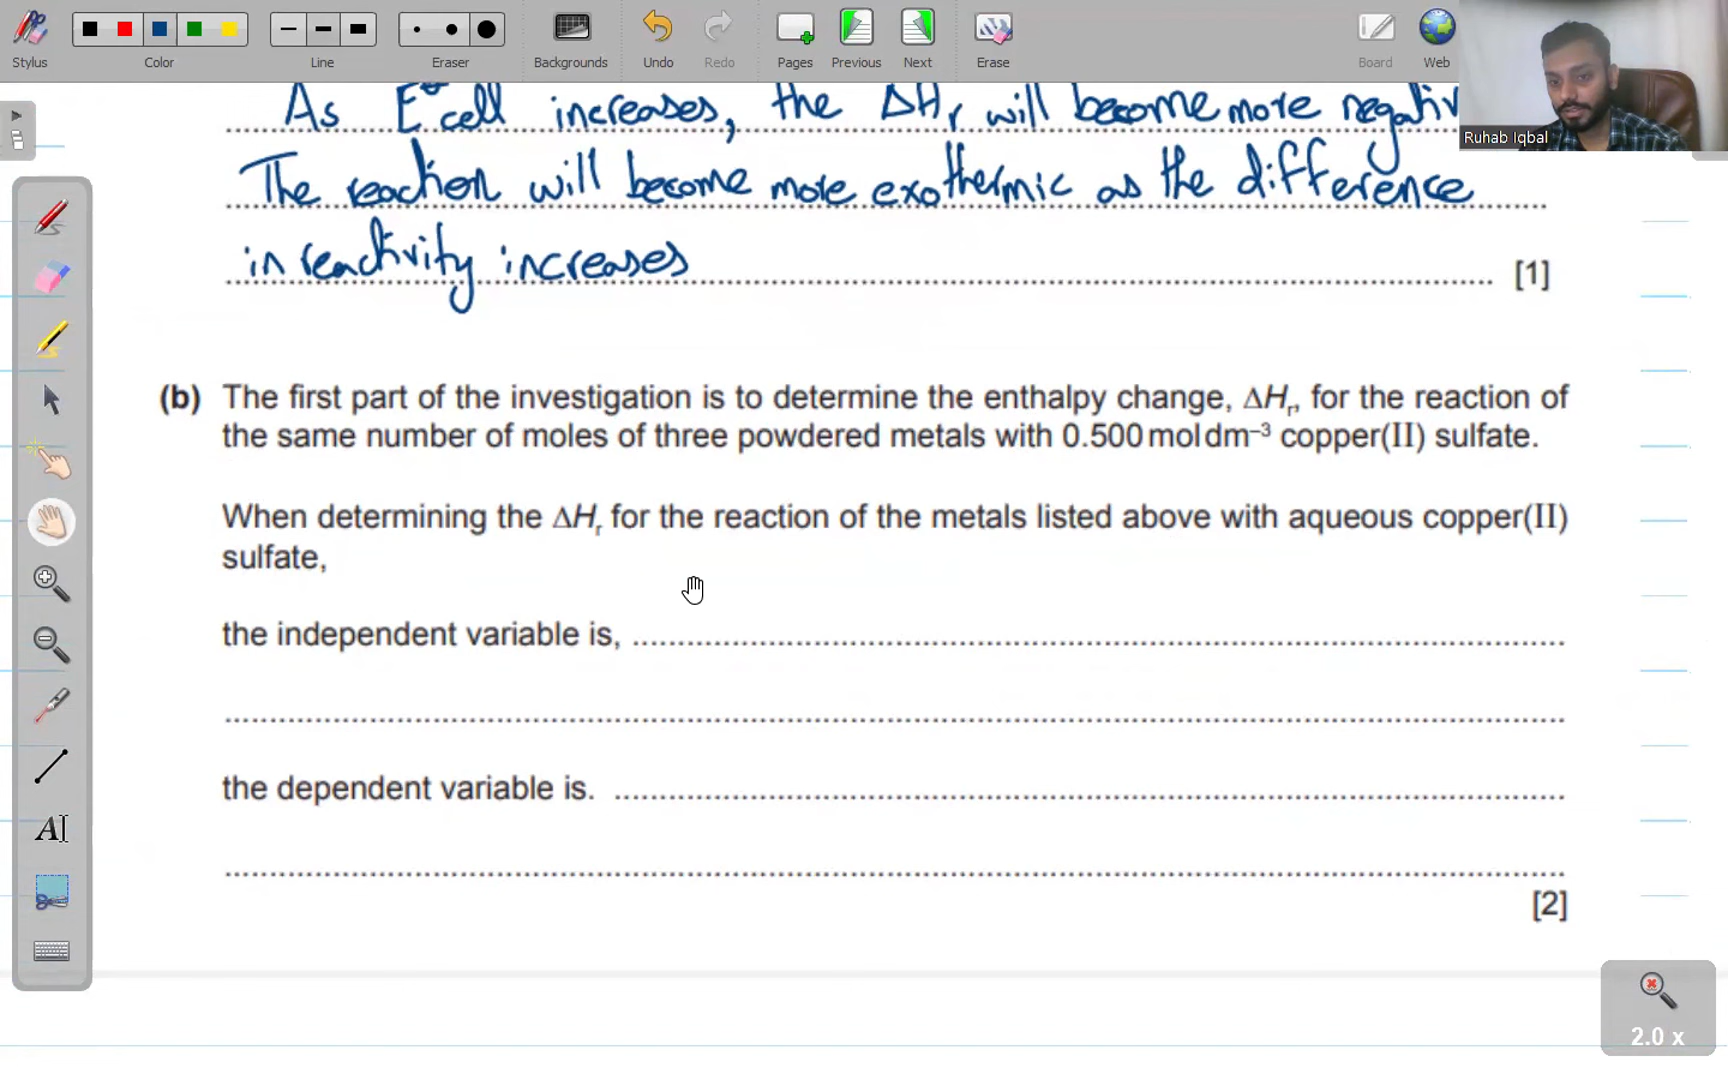 Stylus Color Line Eraser Backgrounds Undo Redo Pages Previous Next Erase Board Web
Ruhab Iqbal
As E⦵cell increases, the ΔHr will become more negativ
The reaction will become more exothermic as the difference
in reactivity increases [1]
(b) The first part of the investigation is to determine the enthalpy change, ΔHr, for the reaction of
the same number of moles of three powdered metals with 0.500 mol dm⁻³ copper(II) sulfate.
When determining the ΔHr for the reaction of the metals listed above with aqueous copper(II)
sulfate,
the independent variable is,
the dependent variable is.
[2]
2.0 x